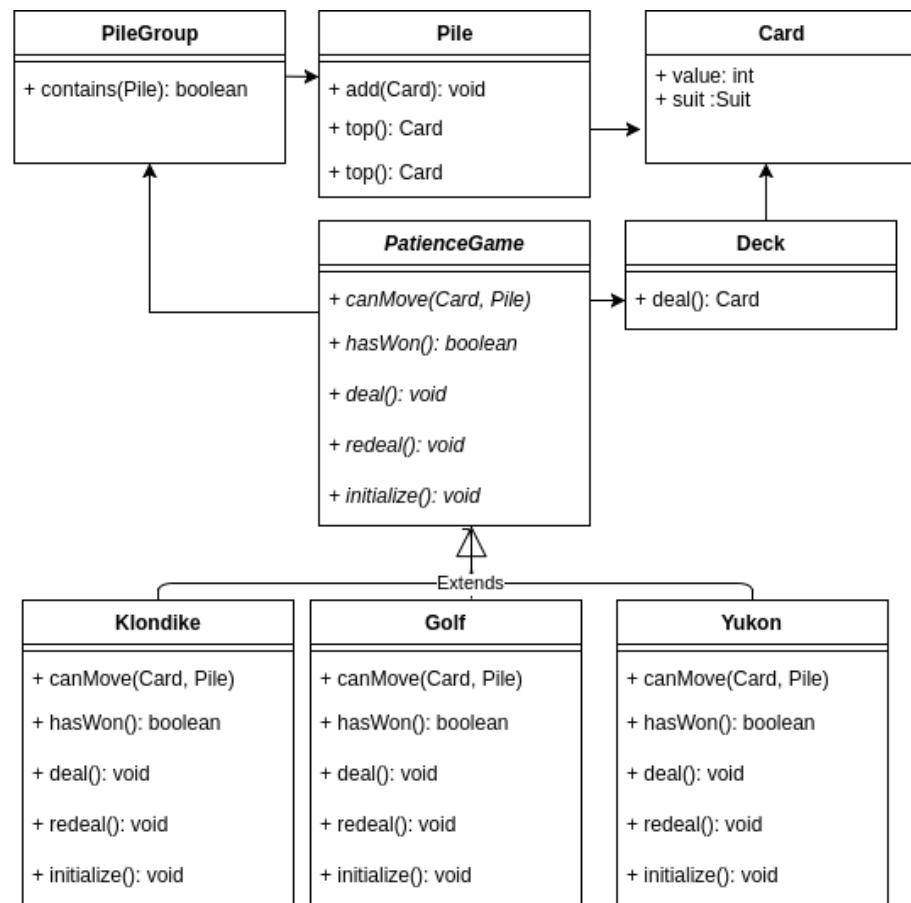 PileGroup
+ contains(Pile): boolean
Pile
+ add(Card): void
+ top(): Card
+ top(): Card
Card
+ value: int
+ suit :Suit
PatienceGame
+ canMove(Card, Pile)
+ hasWon(): boolean
+ deal(): void
+ redeal(): void
+ initialize(): void
Deck
+ deal(): Card
Extends
Klondike
+ canMove(Card, Pile)
+ hasWon(): boolean
+ deal(): void
+ redeal(): void
+ initialize(): void
Golf
+ canMove(Card, Pile)
+ hasWon(): boolean
+ deal(): void
+ redeal(): void
+ initialize(): void
Yukon
+ canMove(Card, Pile)
+ hasWon(): boolean
+ deal(): void
+ redeal(): void
+ initialize(): void